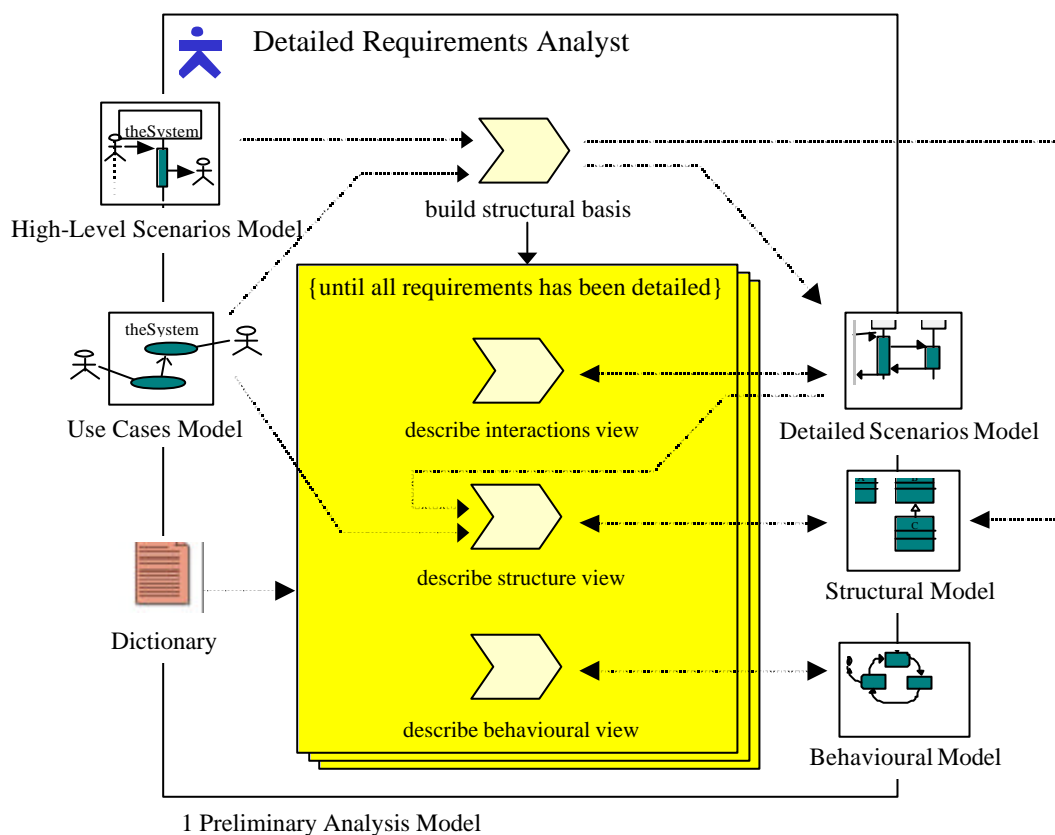 Detailed Requirements Analyst
theSystem
High-Level Scenarios Model
build structural basis
{until all requirements has been detailed}
theSystem
Use Cases Model
describe interactions view
Detailed Scenarios Model
C
describe structure view
Structural Model
Dictionary
describe behavioural view
Behavioural Model
1 Preliminary Analysis Model